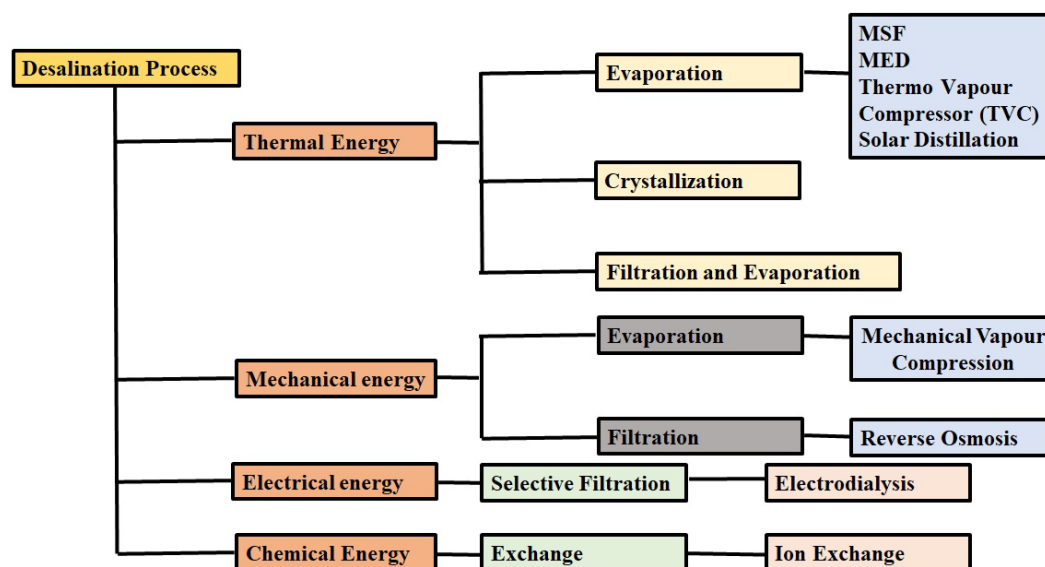 Desalination Process
Thermal Energy
Evaporation
MSF
MED
Thermo Vapour
Compressor (TVC)
Solar Distillation
Crystallization
Filtration and Evaporation
Mechanical energy
Evaporation
Mechanical Vapour
Compression
Filtration
Reverse Osmosis
Electrical energy
Selective Filtration
Electrodialysis
Chemical Energy
Exchange
Ion Exchange